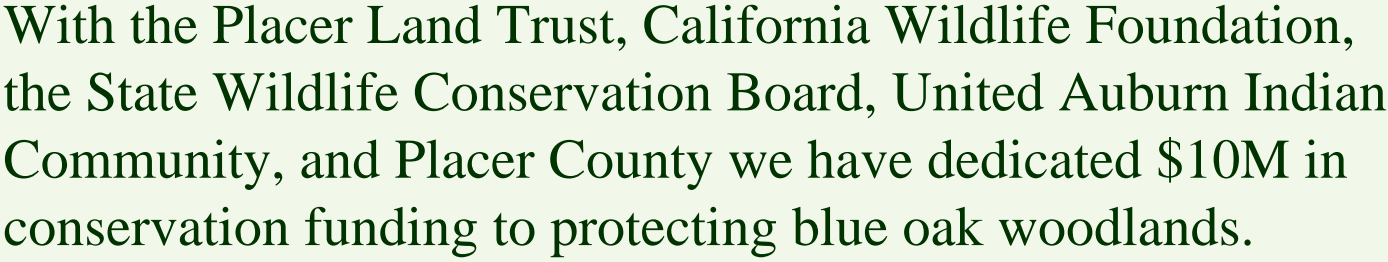 With the Placer Land Trust, California Wildlife Foundation,
the State Wildlife Conservation Board, United Auburn Indian
Community, and Placer County we have dedicated $10M in
conservation funding to protecting blue oak woodlands.